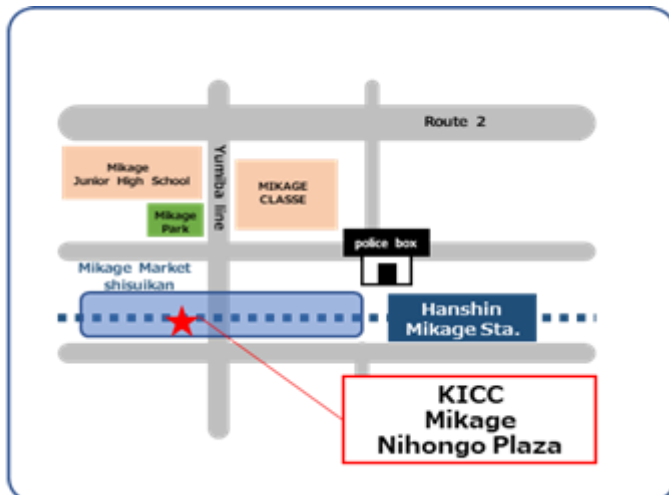 Route 2
Mikage
Junior High School
Yumiba line
MIKAGE
CLASSE
Mikage
Park
police box
Mikage Market
shisuikan
Hanshin
Mikage Sta.
KICC
Mikage
Nihongo Plaza